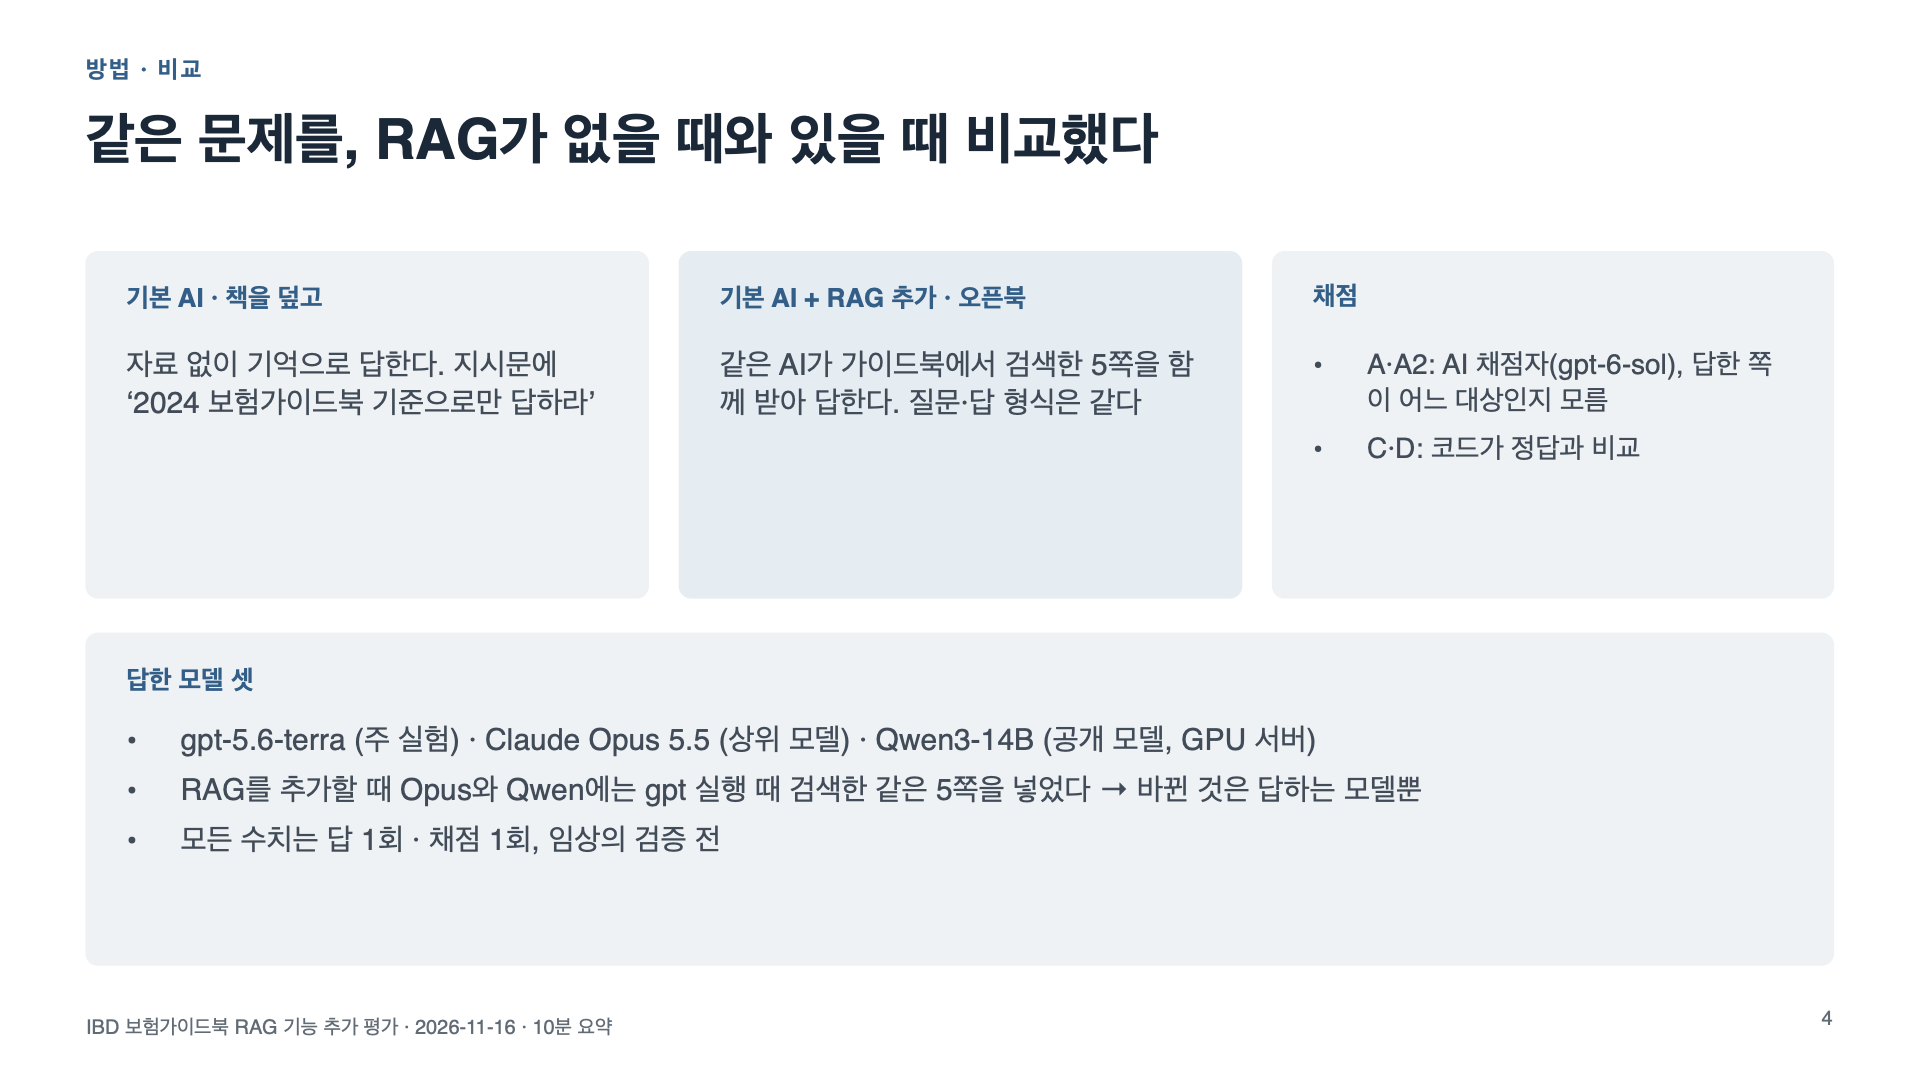 방법 · 비교
같은 문제를, RAG가 없을 때와 있을 때 비교했다
기본 AI · 책을 덮고
자료 없이 기억으로 답한다. 지시문에
‘2024 보험가이드북 기준으로만 답하라’
기본 AI + RAG 추가 · 오픈북
같은 AI가 가이드북에서 검색한 5쪽을 함
께 받아 답한다. 질문·답 형식은 같다
채점
• A·A2: AI 채점자(gpt-6-sol), 답한 쪽
이 어느 대상인지 모름
• C·D: 코드가 정답과 비교
답한 모델 셋
• gpt-5.6-terra (주 실험) · Claude Opus 5.5 (상위 모델) · Qwen3-14B (공개 모델, GPU 서버)
• RAG를 추가할 때 Opus와 Qwen에는 gpt 실행 때 검색한 같은 5쪽을 넣었다 → 바뀐 것은 답하는 모델뿐
• 모든 수치는 답 1회 · 채점 1회, 임상의 검증 전
IBD 보험가이드북 RAG 기능 추가 평가 · 2026-11-16 · 10분 요약
4